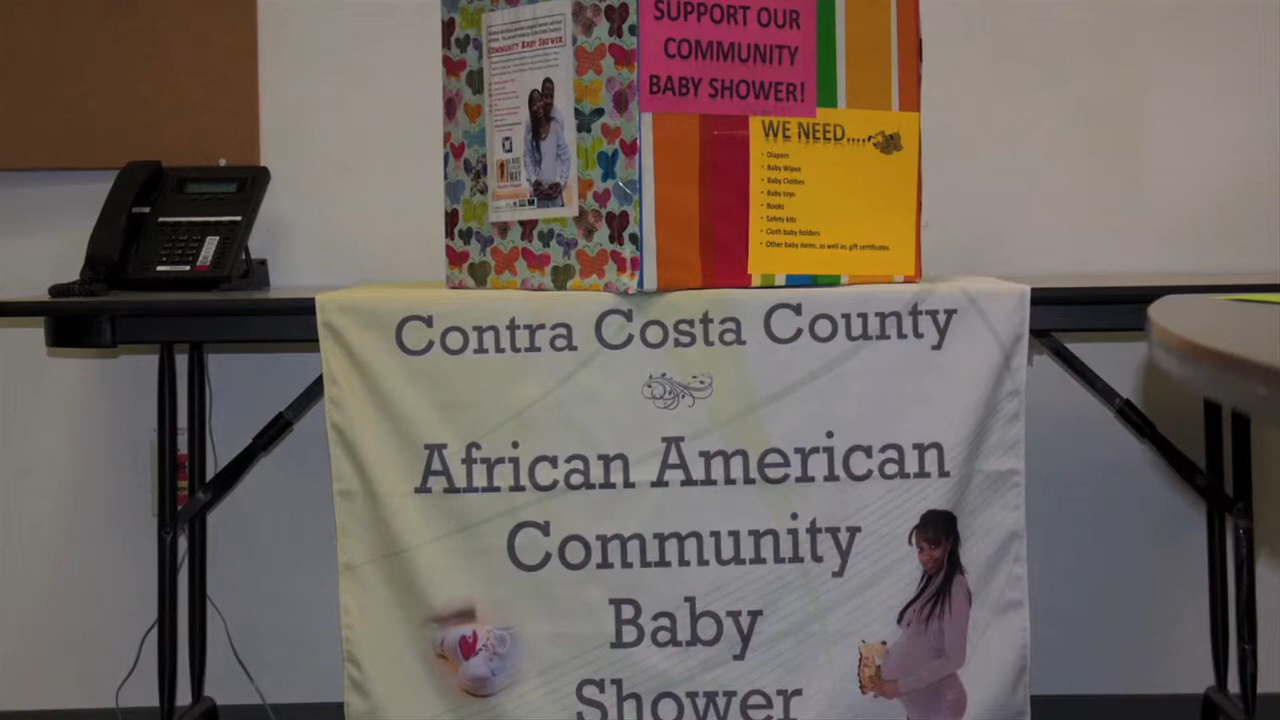 COMMUNITY BABY SHOWER
SUPPORT OUR
COMMUNITY
BABY SHOWER!
WE NEED....
• Diapers
• Baby Wipes
• Baby Clothes
• Baby toys
• Books
• Safety kits
• Cloth baby holders
• Other baby items, as well as, gift certificates.
Contra Costa County
African American
Community
Baby
Shower